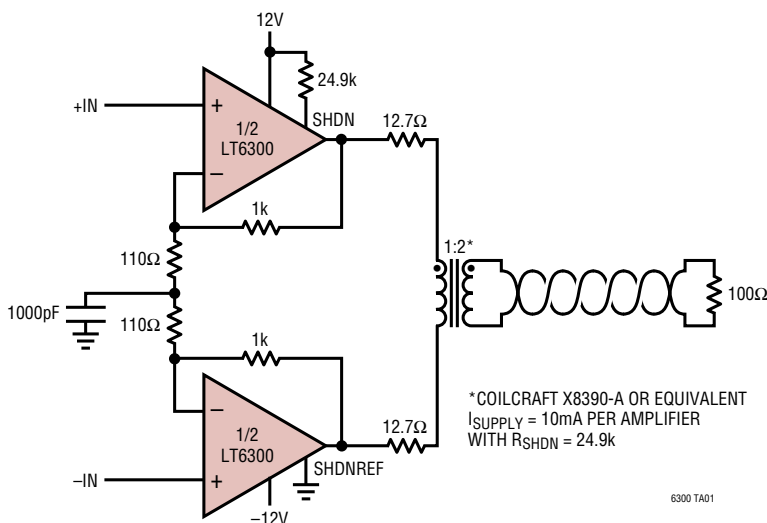 12V
24.9k
+IN
+
SHDN
12.7Ω
1/2
LT6300
–
1k
1:2*
110Ω
1000pF
100Ω
110Ω
1k
*COILCRAFT X8390-A OR EQUIVALENT
ISUPPLY = 10mA PER AMPLIFIER
WITH RSHDN = 24.9k
–
12.7Ω
1/2
LT6300
SHDNREF
+
–IN
–12V
6300 TA01